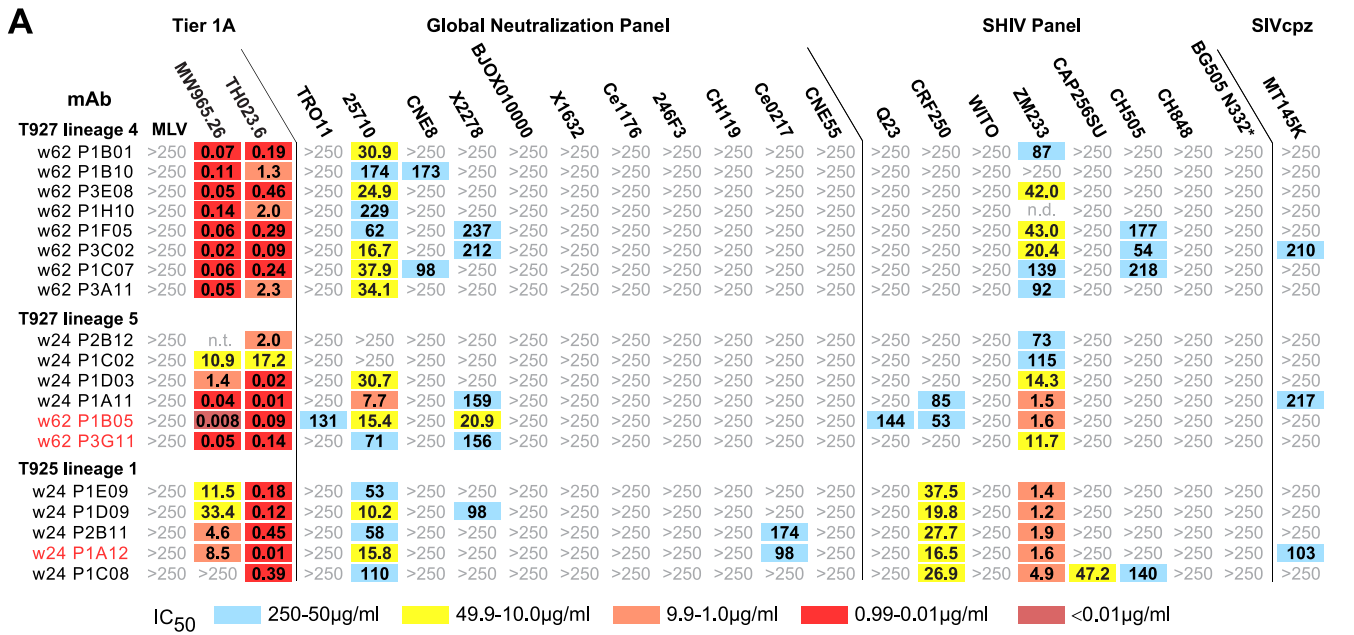 A
Tier 1A Global Neutralization Panel SHIV Panel SIVcpz
mAb MLV MW965.26 TH023.6 TRO11 25710 CNE8 X2278 BJOX010000 X1632 Ce1176 246F3 CH119 Ce0217 CNE55 Q23 CRF250 WITO ZM233 CAP256SU CH505 CH848 BG505 N332* MT145K
T927 lineage 4
w62 P1B01 >250 0.07 0.19 >250 30.9 >250 >250 >250 >250 >250 >250 >250 >250 >250 >250 >250 >250 87 >250 >250 >250 >250 >250
w62 P1B10 >250 0.11 1.3 >250 174 173 >250 >250 >250 >250 >250 >250 >250 >250 >250 >250 >250 >250 >250 >250 >250 >250 >250
w62 P3E08 >250 0.05 0.46 >250 24.9 >250 >250 >250 >250 >250 >250 >250 >250 >250 >250 >250 >250 42.0 >250 >250 >250 >250 >250
w62 P1H10 >250 0.14 2.0 >250 229 >250 >250 >250 >250 >250 >250 >250 >250 >250 >250 >250 >250 n.d. >250 >250 >250 >250 >250
w62 P1F05 >250 0.06 0.29 >250 62 >250 237 >250 >250 >250 >250 >250 >250 >250 >250 >250 >250 43.0 >250 177 >250 >250 >250
w62 P3C02 >250 0.02 0.09 >250 16.7 >250 212 >250 >250 >250 >250 >250 >250 >250 >250 >250 >250 20.4 >250 54 >250 >250 210
w62 P1C07 >250 0.06 0.24 >250 37.9 98 >250 >250 >250 >250 >250 >250 >250 >250 >250 >250 >250 139 >250 218 >250 >250 >250
w62 P3A11 >250 0.05 2.3 >250 34.1 >250 >250 >250 >250 >250 >250 >250 >250 >250 >250 >250 >250 92 >250 >250 >250 >250 >250
T927 lineage 5
w24 P2B12 >250 n.t. 2.0 >250 >250 >250 >250 >250 >250 >250 >250 >250 >250 >250 >250 >250 >250 73 >250 >250 >250 >250 >250
w24 P1C02 >250 10.9 17.2 >250 >250 >250 >250 >250 >250 >250 >250 >250 >250 >250 >250 >250 >250 115 >250 >250 >250 >250 >250
w24 P1D03 >250 1.4 0.02 >250 30.7 >250 >250 >250 >250 >250 >250 >250 >250 >250 >250 >250 >250 14.3 >250 >250 >250 >250 >250
w24 P1A11 >250 0.04 0.01 >250 7.7 >250 159 >250 >250 >250 >250 >250 >250 >250 >250 85 >250 1.5 >250 >250 >250 >250 217
w62 P1B05 >250 0.008 0.09 131 15.4 >250 20.9 >250 >250 >250 >250 >250 >250 >250 144 53 >250 1.6 >250 >250 >250 >250 >250
w62 P3G11 >250 0.05 0.14 >250 71 >250 156 >250 >250 >250 >250 >250 >250 >250 >250 >250 >250 11.7 >250 >250 >250 >250 >250
T925 lineage 1
w24 P1E09 >250 11.5 0.18 >250 53 >250 >250 >250 >250 >250 >250 >250 >250 >250 >250 37.5 >250 1.4 >250 >250 >250 >250 >250
w24 P1D09 >250 33.4 0.12 >250 10.2 >250 98 >250 >250 >250 >250 >250 >250 >250 >250 19.8 >250 1.2 >250 >250 >250 >250 >250
w24 P2B11 >250 4.6 0.45 >250 58 >250 >250 >250 >250 >250 >250 >250 174 >250 >250 27.7 >250 1.9 >250 >250 >250 >250 >250
w24 P1A12 >250 8.5 0.01 >250 15.8 >250 >250 >250 >250 >250 >250 >250 98 >250 >250 16.5 >250 1.6 >250 >250 >250 >250 103
w24 P1C08 >250 >250 0.39 >250 110 >250 >250 >250 >250 >250 >250 >250 >250 >250 >250 26.9 >250 4.9 47.2 140 >250 >250 >250
IC50 250-50µg/ml 49.9-10.0µg/ml 9.9-1.0µg/ml 0.99-0.01µg/ml <0.01µg/ml